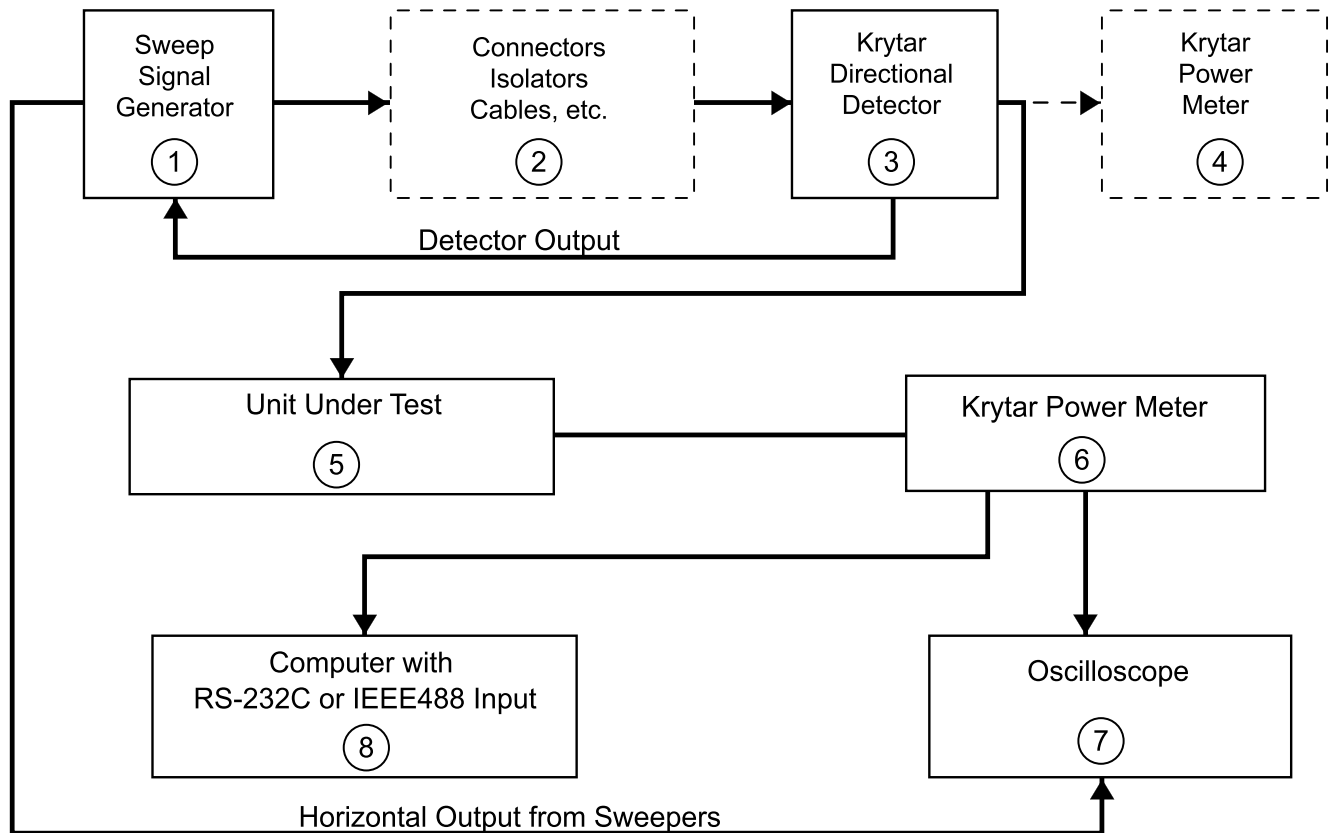 Sweep
Signal
Generator
1
Connectors
Isolators
Cables, etc.
2
Krytar
Directional
Detector
3
Krytar
Power
Meter
4
Detector Output
Unit Under Test
5
Krytar Power Meter
6
Computer with
RS-232C or IEEE488 Input
8
Oscilloscope
7
Horizontal Output from Sweepers